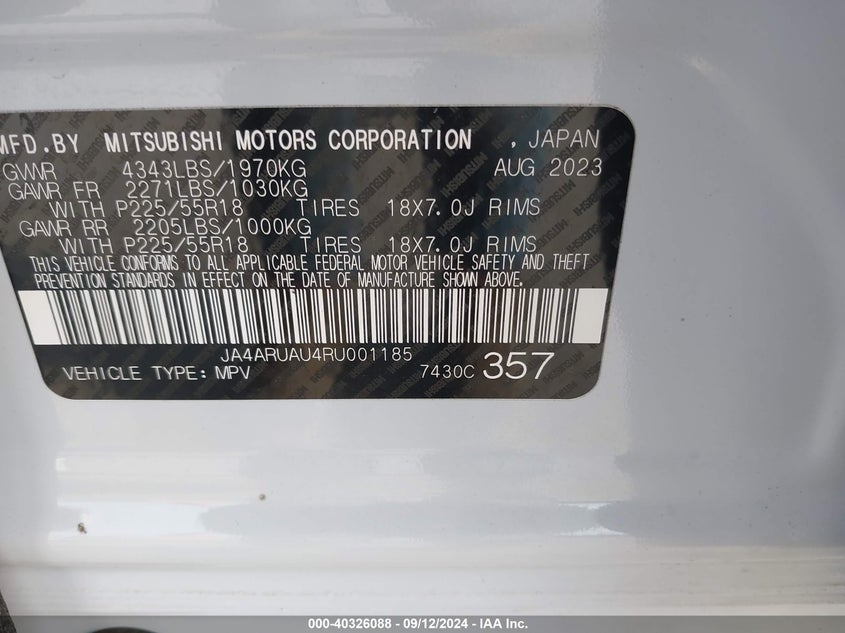 MFD.BY MITSUBISHI MOTORS CORPORATION , JAPAN
GVWR 4343LBS/1970KG AUG 2023
GAWR FR 2271LBS/1030KG
WITH P225/55R18 TIRES 18X7.0J RIMS
GAWR RR 2205LBS/1000KG
WITH P225/55R18 TIRES 18X7.0J RIMS
THIS VEHICLE CONFORMS TO ALL APPLICABLE FEDERAL MOTOR VEHICLE SAFETY AND THEFT
PREVENTION STANDARDS IN EFFECT ON THE DATE OF MANUFACTURE SHOWN ABOVE.
JA4ARUAU4RU001185
VEHICLE TYPE: MPV 7430C 357
000-40326088 - 09/12/2024 - IAA Inc.